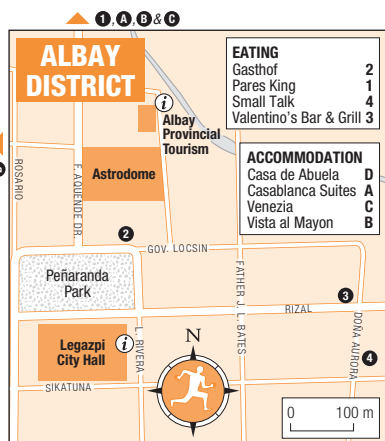 1, A, B & C
ALBAY
DISTRICT
i
Albay
Provincial
Tourism
Astrodome
EATING
Gasthof 2
Pares King 1
Small Talk 4
Valentino's Bar & Grill 3
ACCOMMODATION
Casa de Abuela D
Casablanca Suites A
Venezia C
Vista al Mayon B
ROSARIO
F. AQUENDE DR.
2
GOV. LOCSIN
Peñaranda
Park
FATHER J. L. BATES
3
RIZAL
DOÑA AURORA
4
Legazpi
City Hall
i
L. RIVERA
SIKATUNA
N
0 100 m